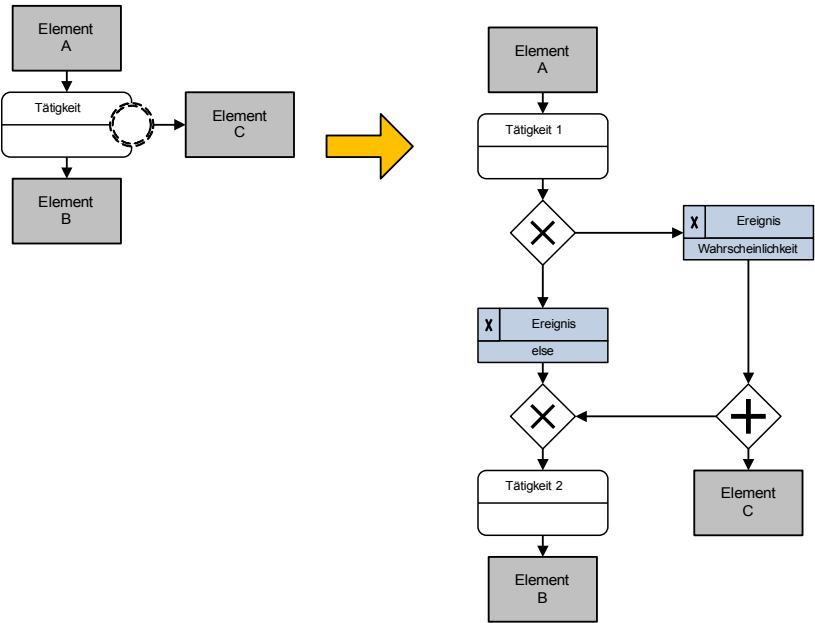 Element
A
Tätigkeit
Element
C
Element
B
Element
A
Tätigkeit 1
X Ereignis
Wahrscheinlichkeit
X Ereignis
else
Tätigkeit 2
Element
C
Element
B